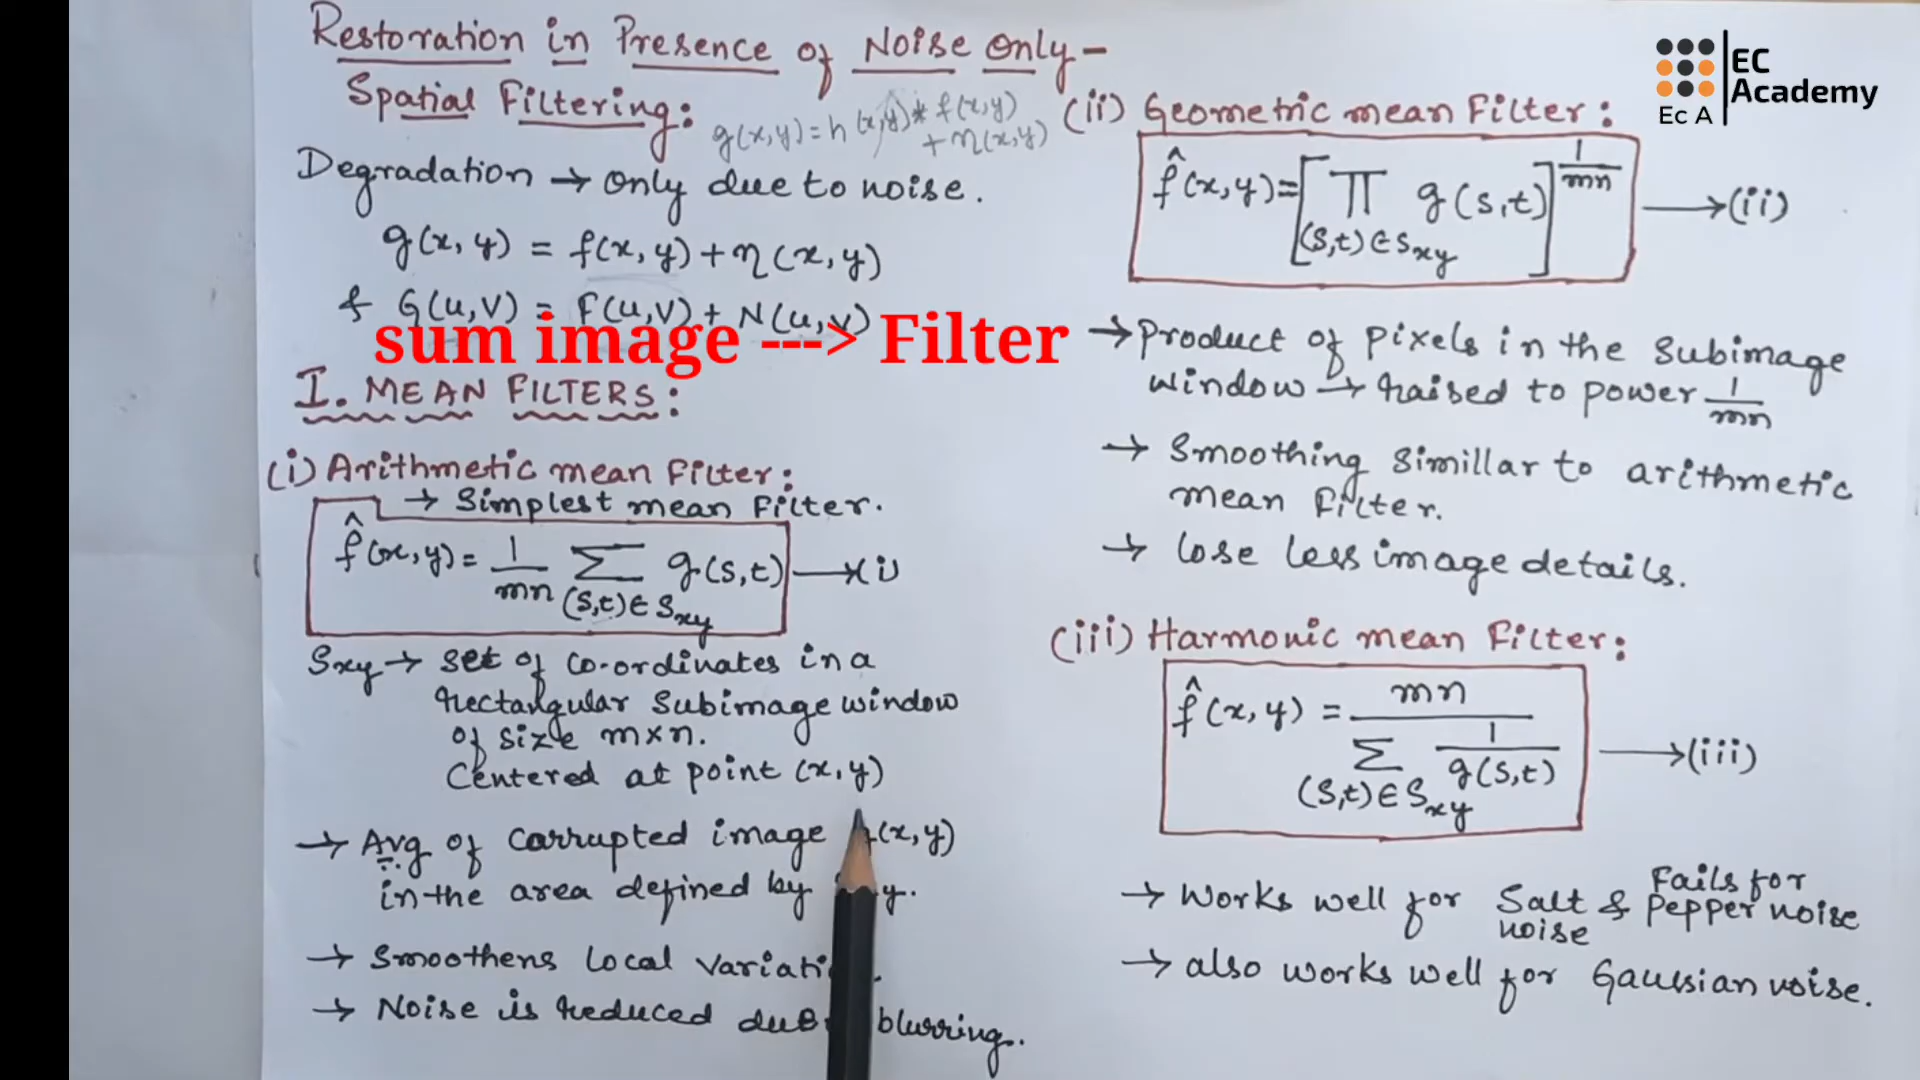 Restoration in Presence of Noise Only-
Spatial Filtering:
g(x,y)=h(x,y)*f(x,y)
+η(x,y)
Degradation → Only due to noise.
g(x,y) = f(x,y)+η(x,y)
& G(u,v) = F(u,v)+N(u,v)
sum image ---> Filter
I. MEAN FILTERS:
(i) Arithmetic mean Filter:
→ Simplest mean Filter.
f̂(x,y)= 1/mn Σ g(s,t) →(i)
(s,t)∈Sxy
Sxy → set of co-ordinates in a
rectangular subimage window
of size m×n.
Centered at point (x,y)
→ Avg of carrupted image (x,y)
in the area defined by y.
→ Smoothens local
→ Noise is reduced blurring.
EC
Academy
Ec A
(ii) Geometric mean Filter:
f̂(x,y)=[∏ g(s,t)]^1/mn →(ii)
(s,t)∈Sxy
→ Product of pixels in the subimage
window → raised to power 1/mn
→ Smoothing simillar to arithmetic
mean Filter.
→ lose less image details.
(iii) Harmonic mean Filter:
f̂(x,y) = mn
Σ 1/g(s,t) →(iii)
(s,t)∈Sxy
→ Works well for Salt & Fails for
noise Pepper noise
→ also works well for Gaussian noise.